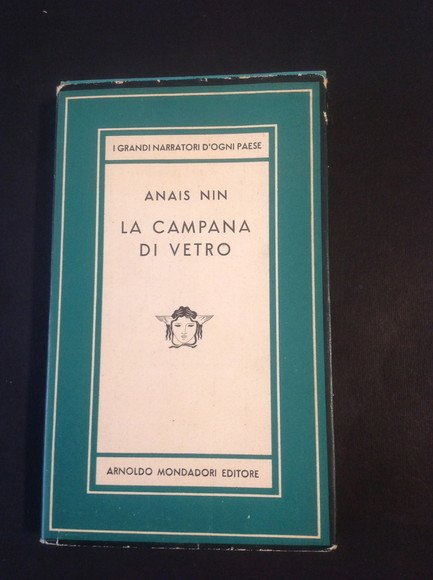 I GRANDI NARRATORI D'OGNI PAESE
ANAIS NIN
LA CAMPANA
DI VETRO
ARNOLDO MONDADORI EDITORE